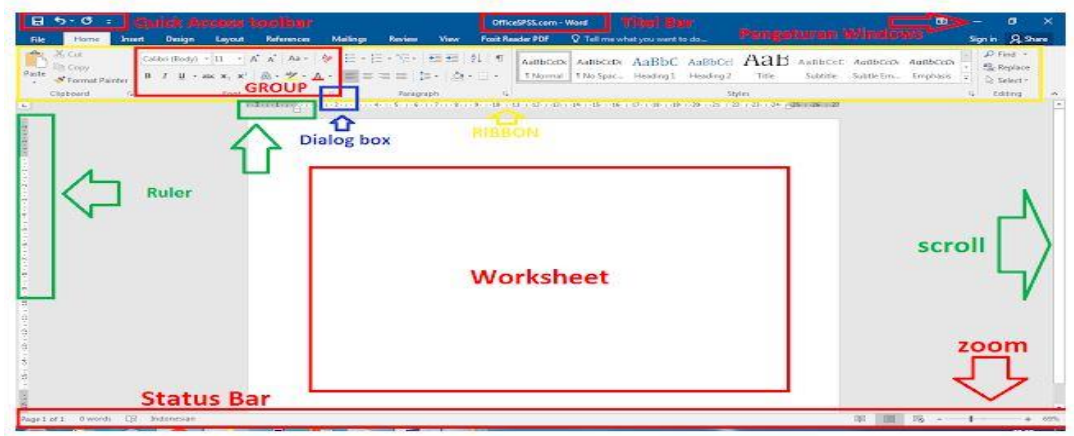 Quick Access toolbar
OfficeSPSS.com - Word
Titel Bar
Pengaturan Windows
File Home Insert Design Layout References Mailings Review View Foxit Reader PDF Tell me what you want to do... Sign in Share
Paste
Cut
Copy
Format Painter
Calibri (Body) 11
AaBbCcDc AaBbCcDc AaBbC AaBbCcI AaB AaBbCcC AaBbCcDc AaBbCcDc
¶ Normal ¶ No Spac... Heading 1 Heading 2 Title Subtitle Subtle Em... Emphasis
Find
Replace
Select
Clipboard Font Paragraph Styles Editing
GROUP
Dialog box
RIBBON
Ruler
scroll
Worksheet
zoom
Status Bar
Page 1 of 1 0 words Indonesian 69%